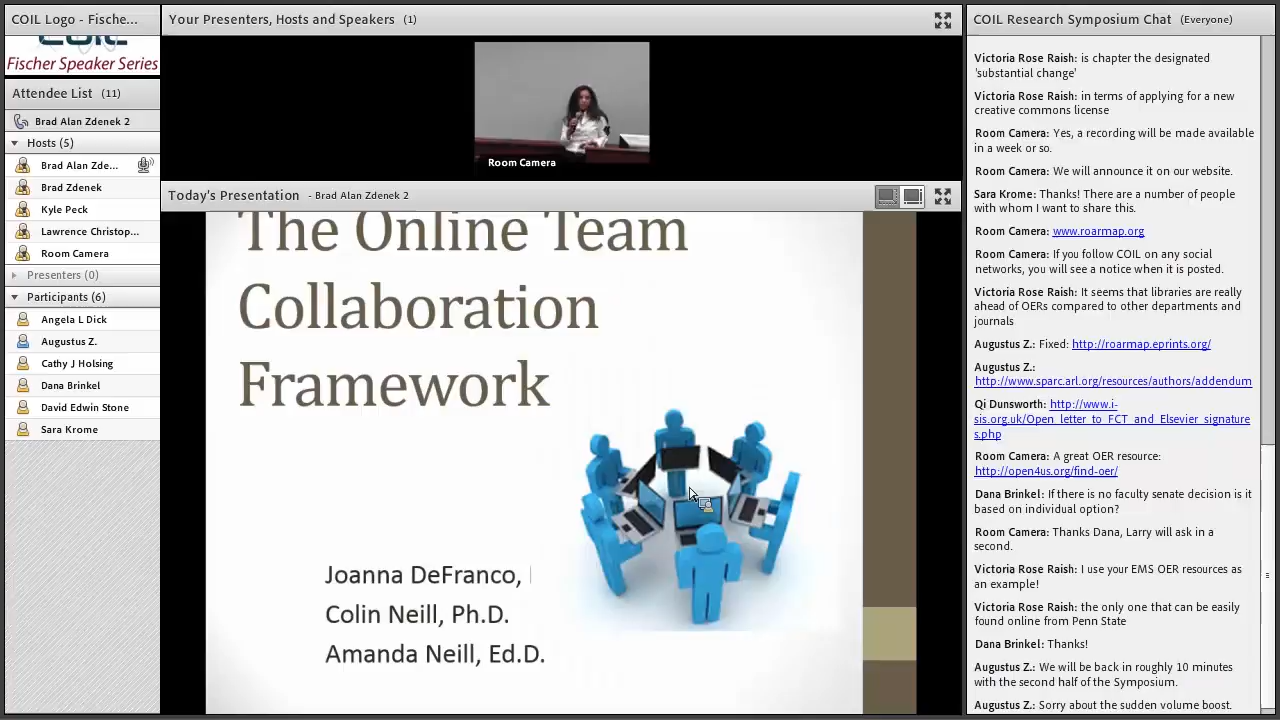 COIL Logo - Fische...
COIL
Fischer Speaker Series
Attendee List (11)
Brad Alan Zdenek 2
Hosts (5)
Brad Alan Zde...
Brad Zdenek
Kyle Peck
Lawrence Christop...
Room Camera
Presenters (0)
Participants (6)
Angela L Dick
Augustus Z.
Cathy J Holsing
Dana Brinkel
David Edwin Stone
Sara Krome
Your Presenters, Hosts and Speakers (1)
Room Camera
Today's Presentation - Brad Alan Zdenek 2
The Online Team
Collaboration
Framework
Joanna DeFranco,
Colin Neill, Ph.D.
Amanda Neill, Ed.D.
COIL Research Symposium Chat (Everyone)
Victoria Rose Raish: is chapter the designated
'substantial change'
Victoria Rose Raish: in terms of applying for a new
creative commons license
Room Camera: Yes, a recording will be made available
in a week or so.
Room Camera: We will announce it on our website.
Sara Krome: Thanks! There are a number of people
with whom I want to share this.
Room Camera: www.roarmap.org
Room Camera: If you follow COIL on any social
networks, you will see a notice when it is posted.
Victoria Rose Raish: It seems that libraries are really
ahead of OERs compared to other departments and
journals
Augustus Z.: Fixed: http://roarmap.eprints.org/
Augustus Z.:
http://www.sparc.arl.org/resources/authors/addendum
Qi Dunsworth: http://www.i-
sis.org.uk/Open_letter_to_FCT_and_Elsevier_signature
s.php
Room Camera: A great OER resource:
http://open4us.org/find-oer/
Dana Brinkel: If there is no faculty senate decision is it
based on individual option?
Room Camera: Thanks Dana, Larry will ask in a
second.
Victoria Rose Raish: I use your EMS OER resources as
an example!
Victoria Rose Raish: the only one that can be easily
found online from Penn State
Dana Brinkel: Thanks!
Augustus Z.: We will be back in roughly 10 minutes
with the second half of the Symposium.
Augustus Z.: Sorry about the sudden volume boost.